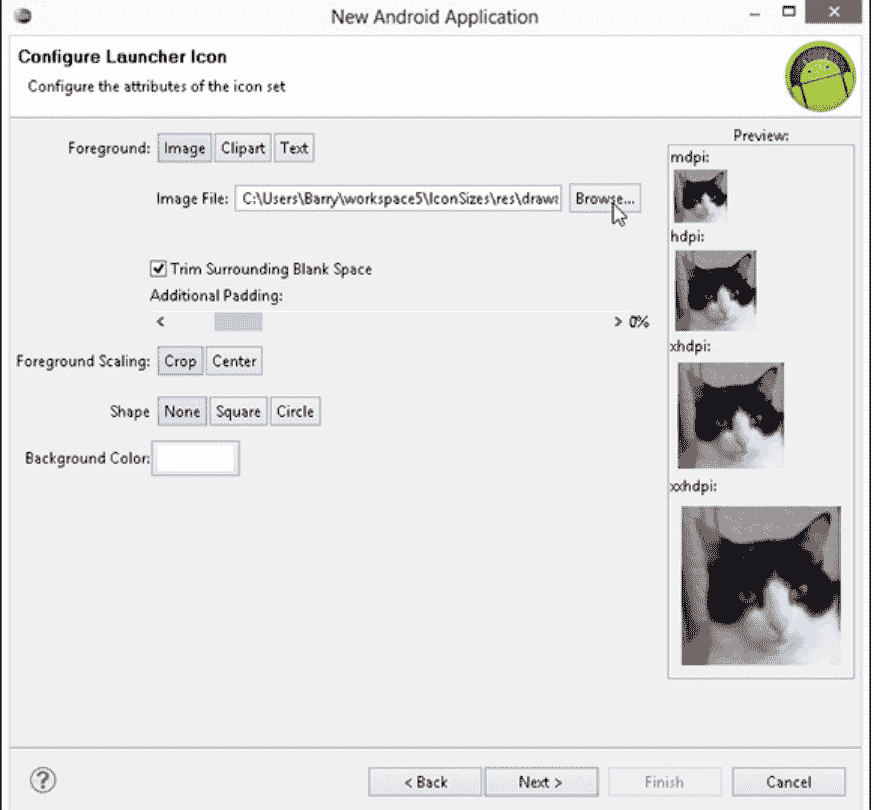 New Android Application
Configure Launcher Icon
Configure the attributes of the icon set
Foreground: Image Clipart Text
Image File: C:\Users\Barry\workspace5\IconSizes\res\drawa Browse...
Trim Surrounding Blank Space
Additional Padding:
< > 0%
Foreground Scaling: Crop Center
Shape None Square Circle
Background Color:
Preview:
mdpi:
hdpi:
xhdpi:
xxhdpi:
? < Back Next > Finish Cancel